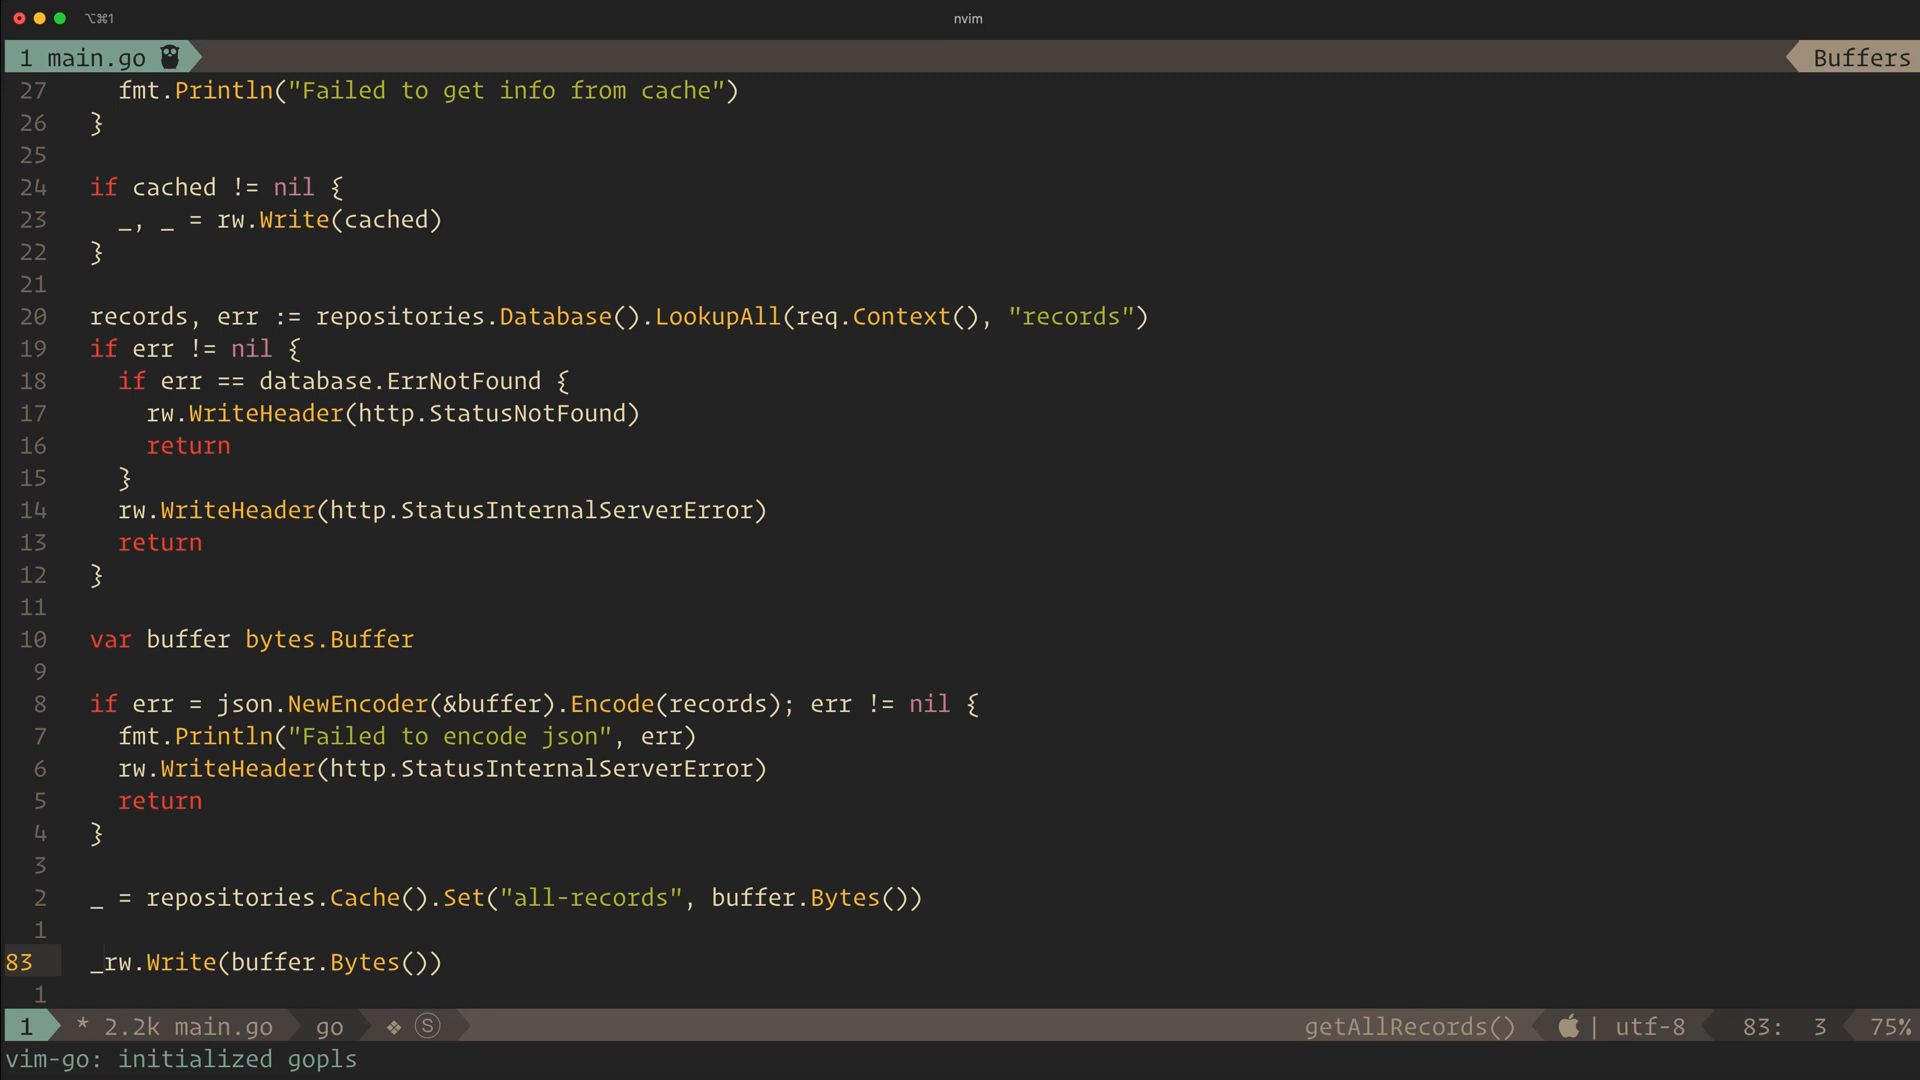 ⌥⌘1 nvim
1 main.go Buffers
27 fmt.Println("Failed to get info from cache")
26 }
25
24 if cached != nil {
23 _, _ = rw.Write(cached)
22 }
21
20 records, err := repositories.Database().LookupAll(req.Context(), "records")
19 if err != nil {
18 if err == database.ErrNotFound {
17 rw.WriteHeader(http.StatusNotFound)
16 return
15 }
14 rw.WriteHeader(http.StatusInternalServerError)
13 return
12 }
11
10 var buffer bytes.Buffer
9
8 if err = json.NewEncoder(&buffer).Encode(records); err != nil {
7 fmt.Println("Failed to encode json", err)
6 rw.WriteHeader(http.StatusInternalServerError)
5 return
4 }
3
2 _ = repositories.Cache().Set("all-records", buffer.Bytes())
1
83 _rw.Write(buffer.Bytes())
1
1 * 2.2k main.go go ❖ Ⓢ getAllRecords() | utf-8 83: 3 75%
vim-go: initialized gopls